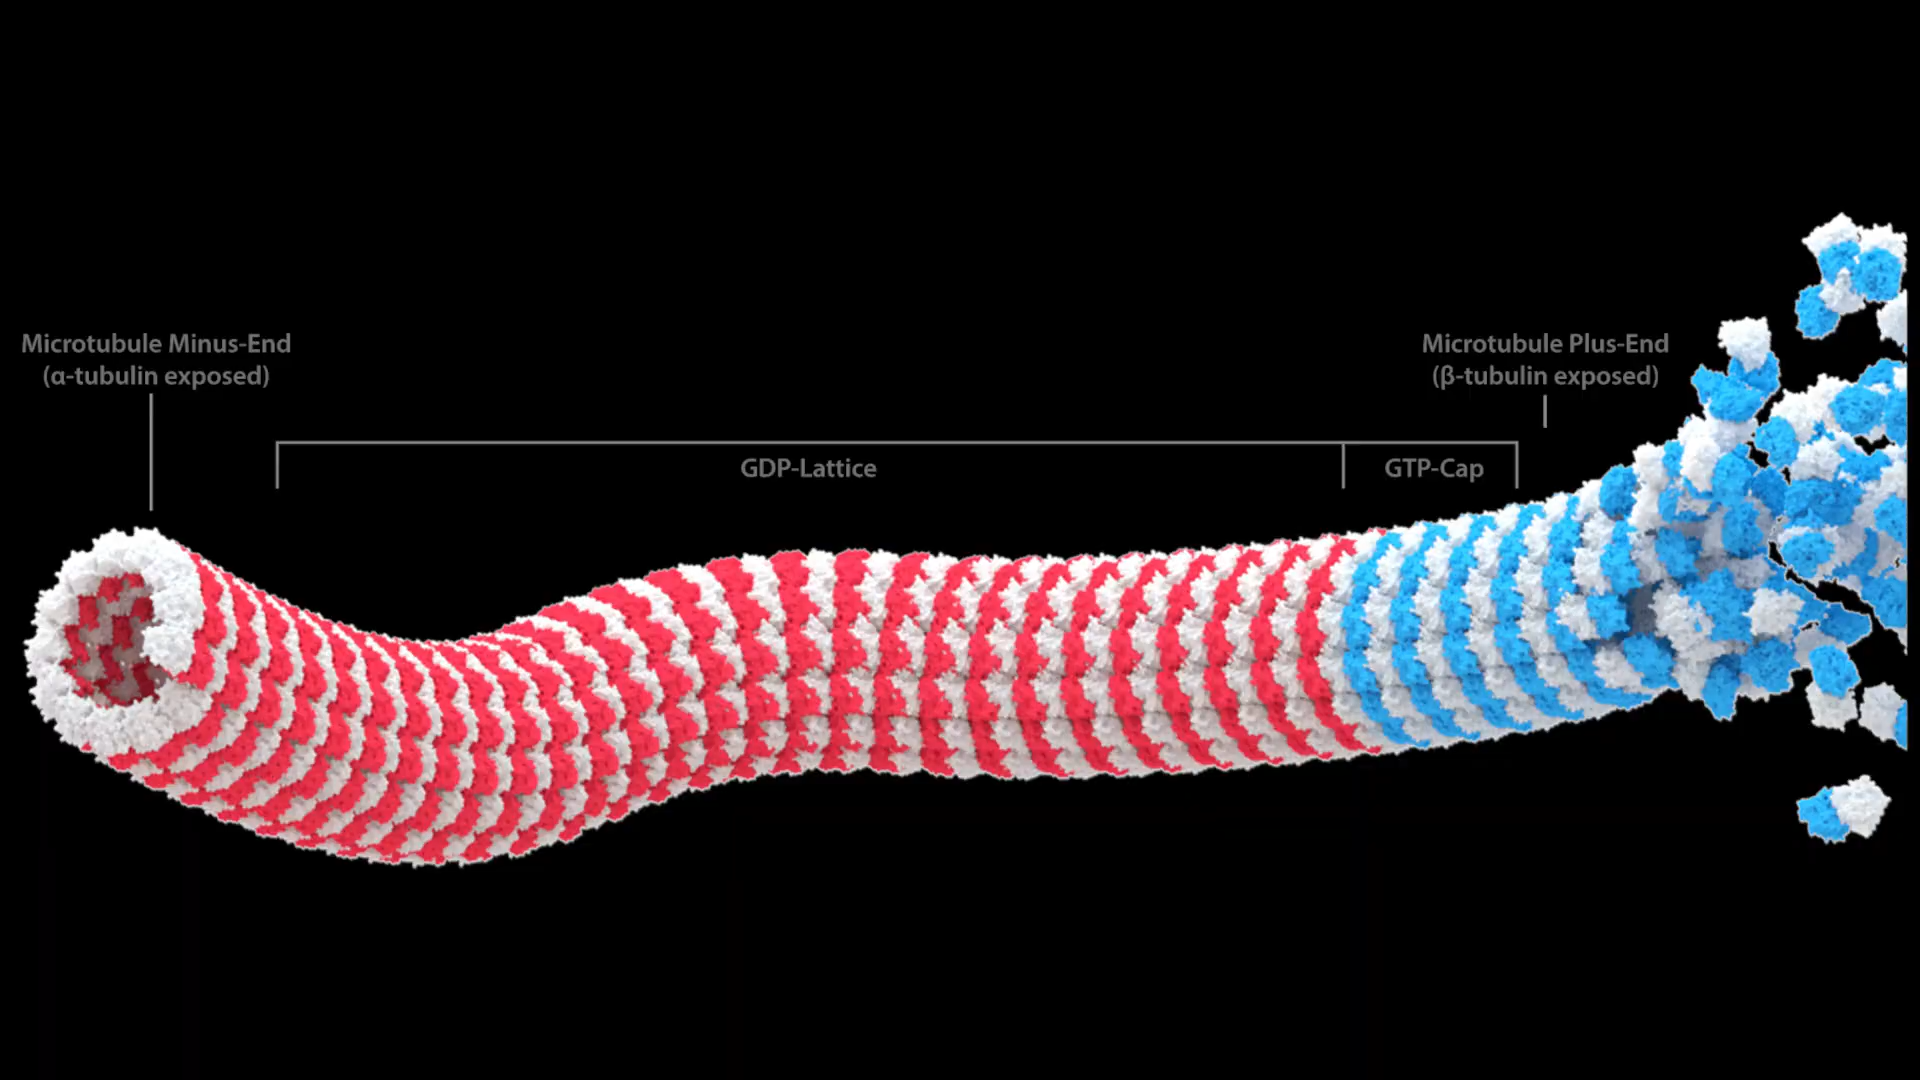 Microtubule Minus-End
(α-tubulin exposed)
Microtubule Plus-End
(β-tubulin exposed)
GDP-Lattice
GTP-Cap